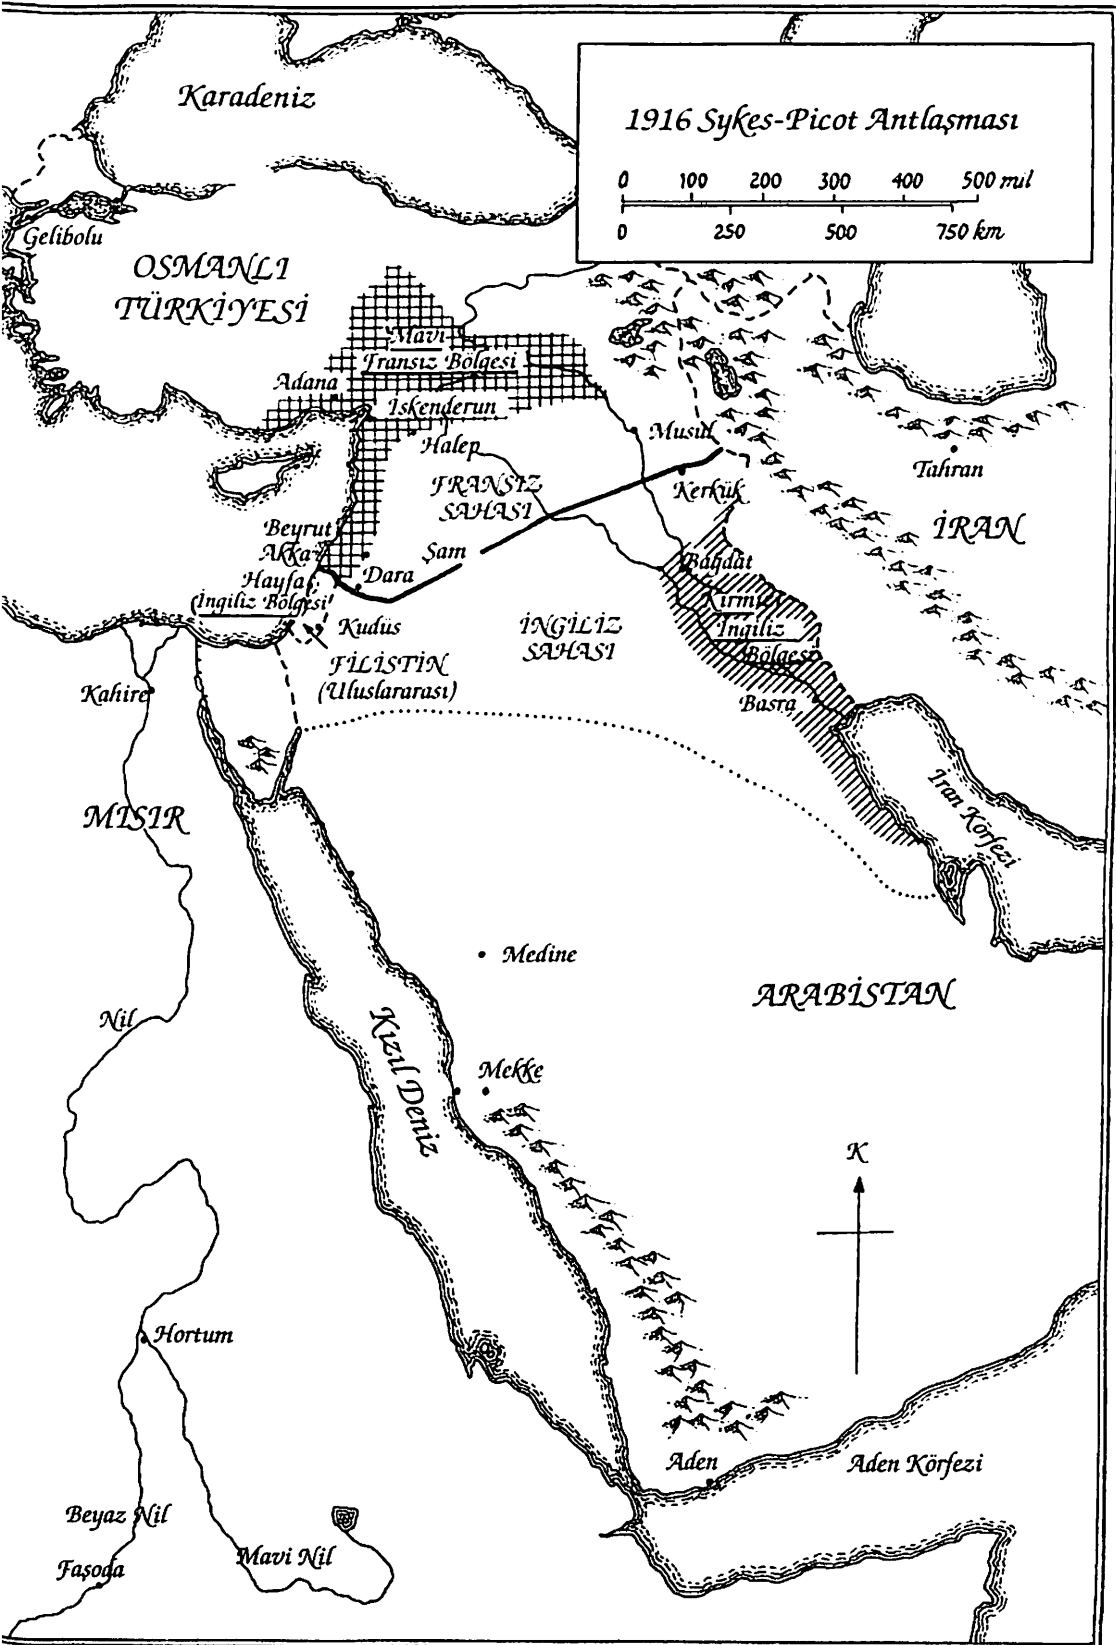 Karadeniz
1916 Sykes-Picot Antlaşması
0 100 200 300 400 500 mil
0 250 500 750 km
Gelibolu
OSMANLI
TÜRKİYESİ
Mavi
Fransız Bölgesi
Adana
İskenderun
Halep
Musul
Tahran
FRANSIZ
SAHASI
Kerkük
İRAN
Beyrut
Akka
Şam
Hayfa
Dara
İngiliz Bölgesi
Bağdat
Kudüs
İNGİLİZ
SAHASI
İngiliz
Bölgesi
FİLİSTİN
(Uluslararası)
Kahire
Basra
MISIR
İran Körfezi
Medine
ARABİSTAN
Nil
Kızıl Deniz
Mekke
K
Hortum
Aden
Aden Körfezi
Beyaz Nil
Mavi Nil
Faşoda